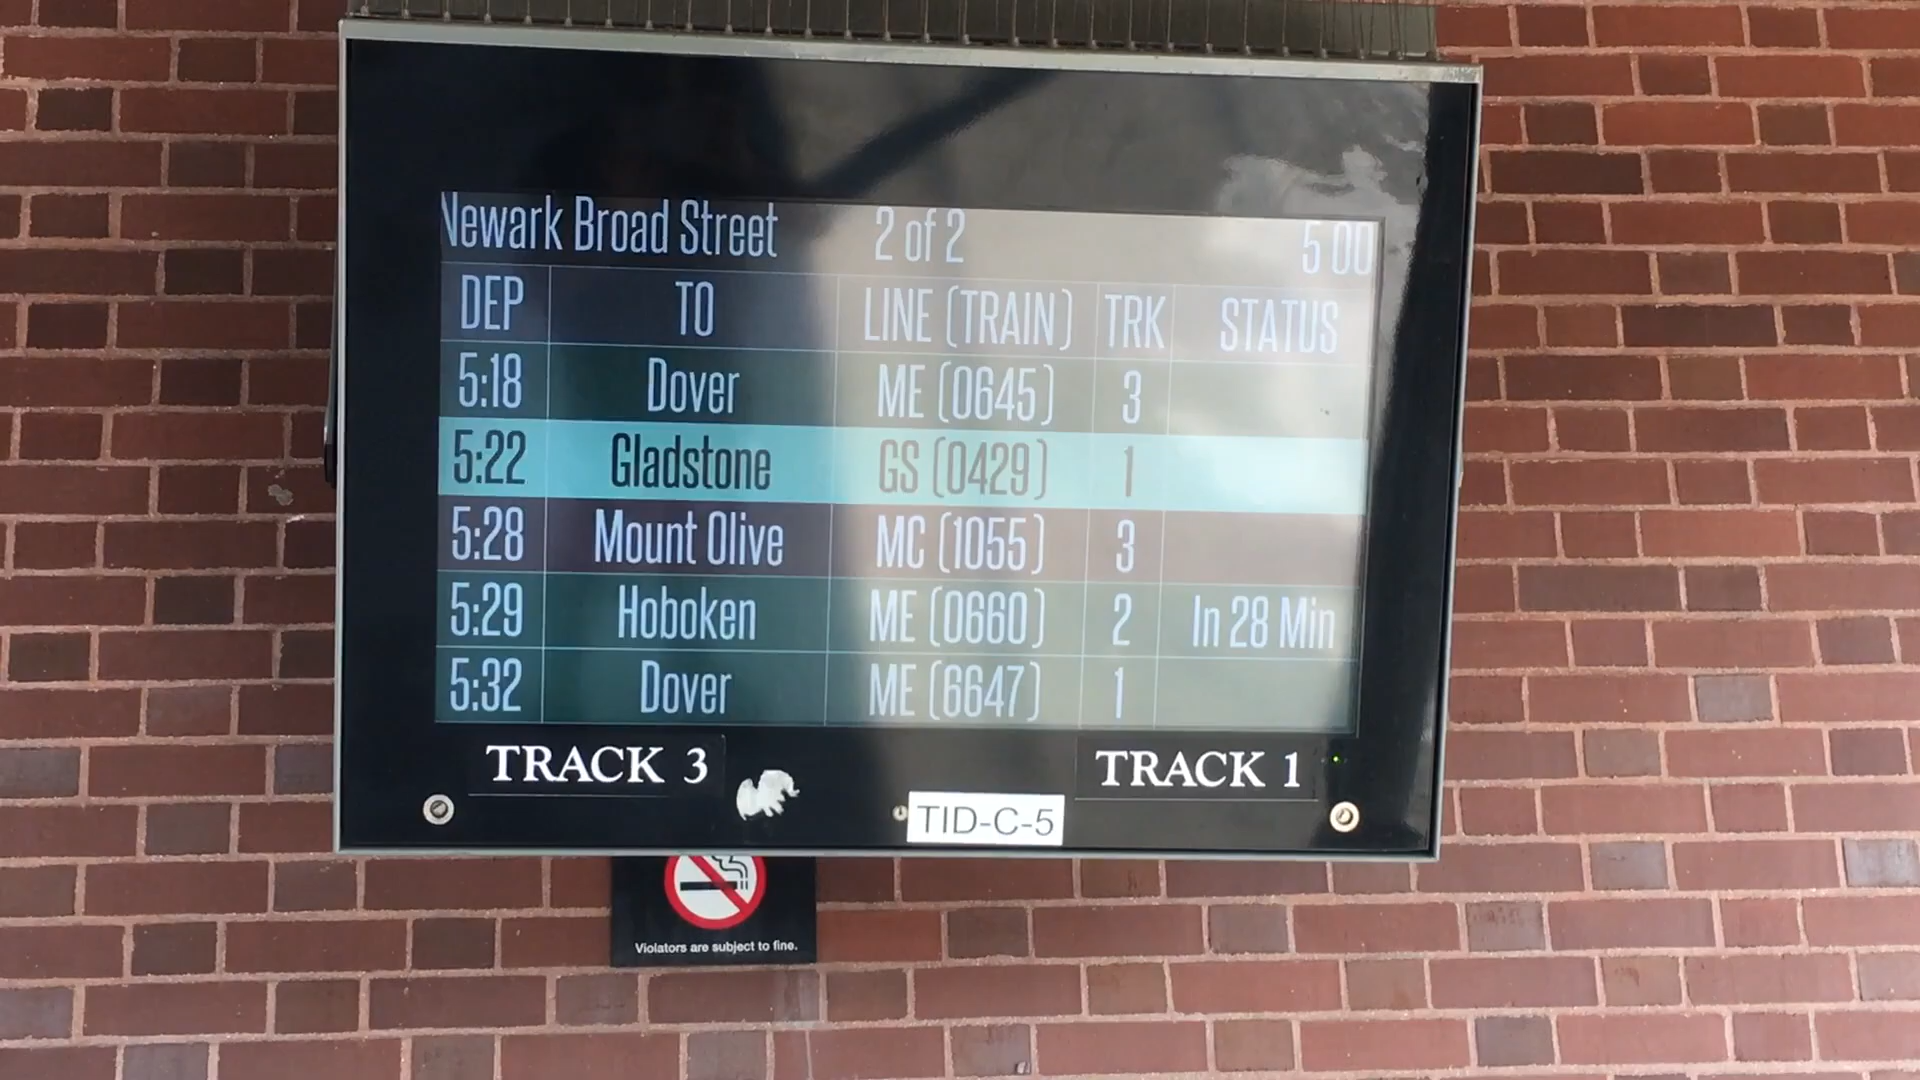 Newark Broad Street 2 of 2 5 00
DEP TO LINE (TRAIN) TRK STATUS
5:18 Dover ME (0645) 3
5:22 Gladstone GS (0429) 1
5:28 Mount Olive MC (1055) 3
5:29 Hoboken ME (0660) 2 In 28 Min
5:32 Dover ME (6647) 1
TRACK 3 TRACK 1
TID-C-5
Violators are subject to fine.